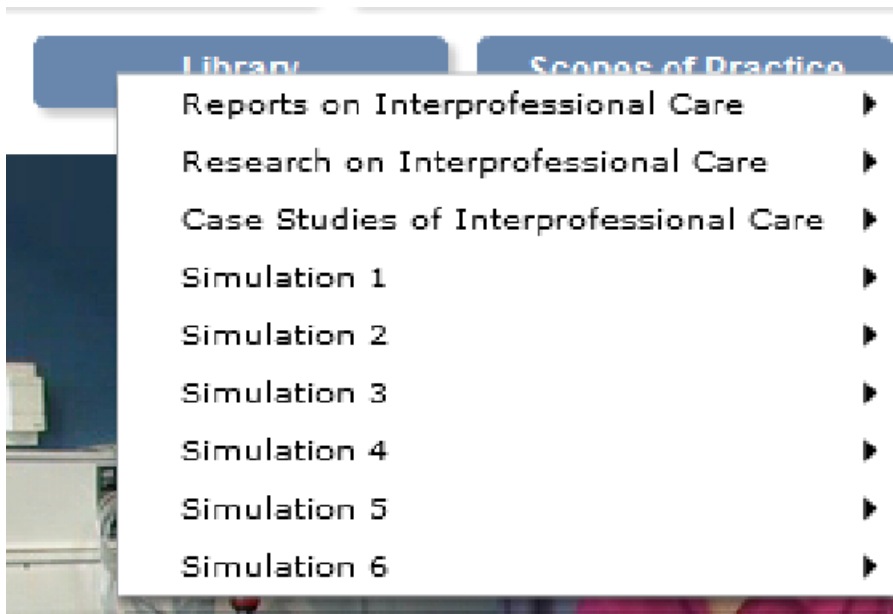 Library Scopes of Practice
Reports on Interprofessional Care
Research on Interprofessional Care
Case Studies of Interprofessional Care
Simulation 1
Simulation 2
Simulation 3
Simulation 4
Simulation 5
Simulation 6